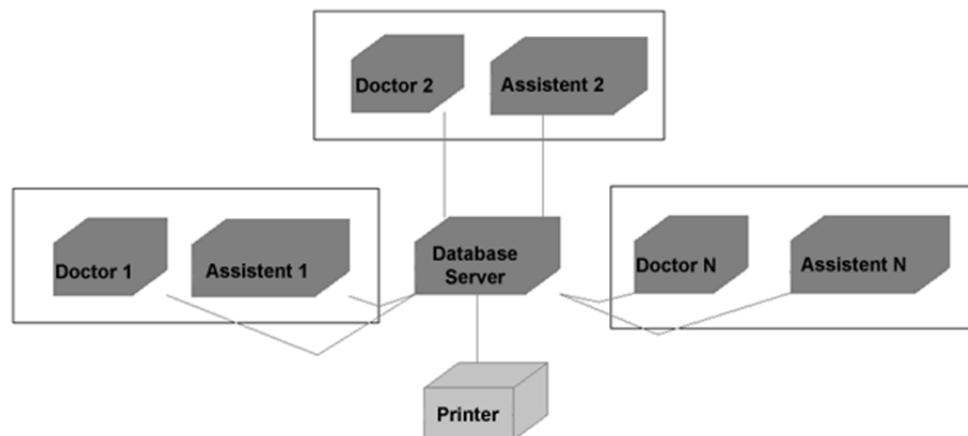 Doctor 2
Assistent 2
Doctor 1
Assistent 1
Database
Server
Doctor N
Assistent N
Printer